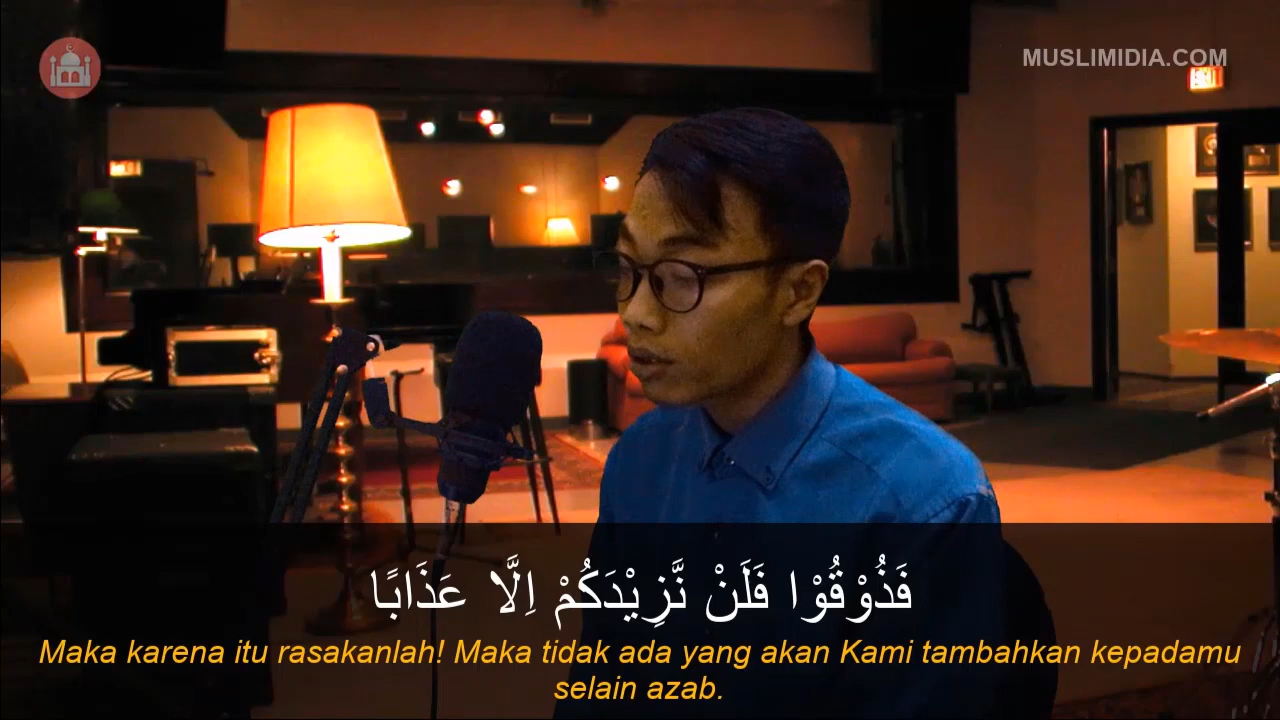 MUSLIMIDIA.COM
فَذُوْقُوْا فَلَنْ نَّزِيْدَكُمْ اِلَّا عَذَابًا
Maka karena itu rasakanlah! Maka tidak ada yang akan Kami tambahkan kepadamu
selain azab.